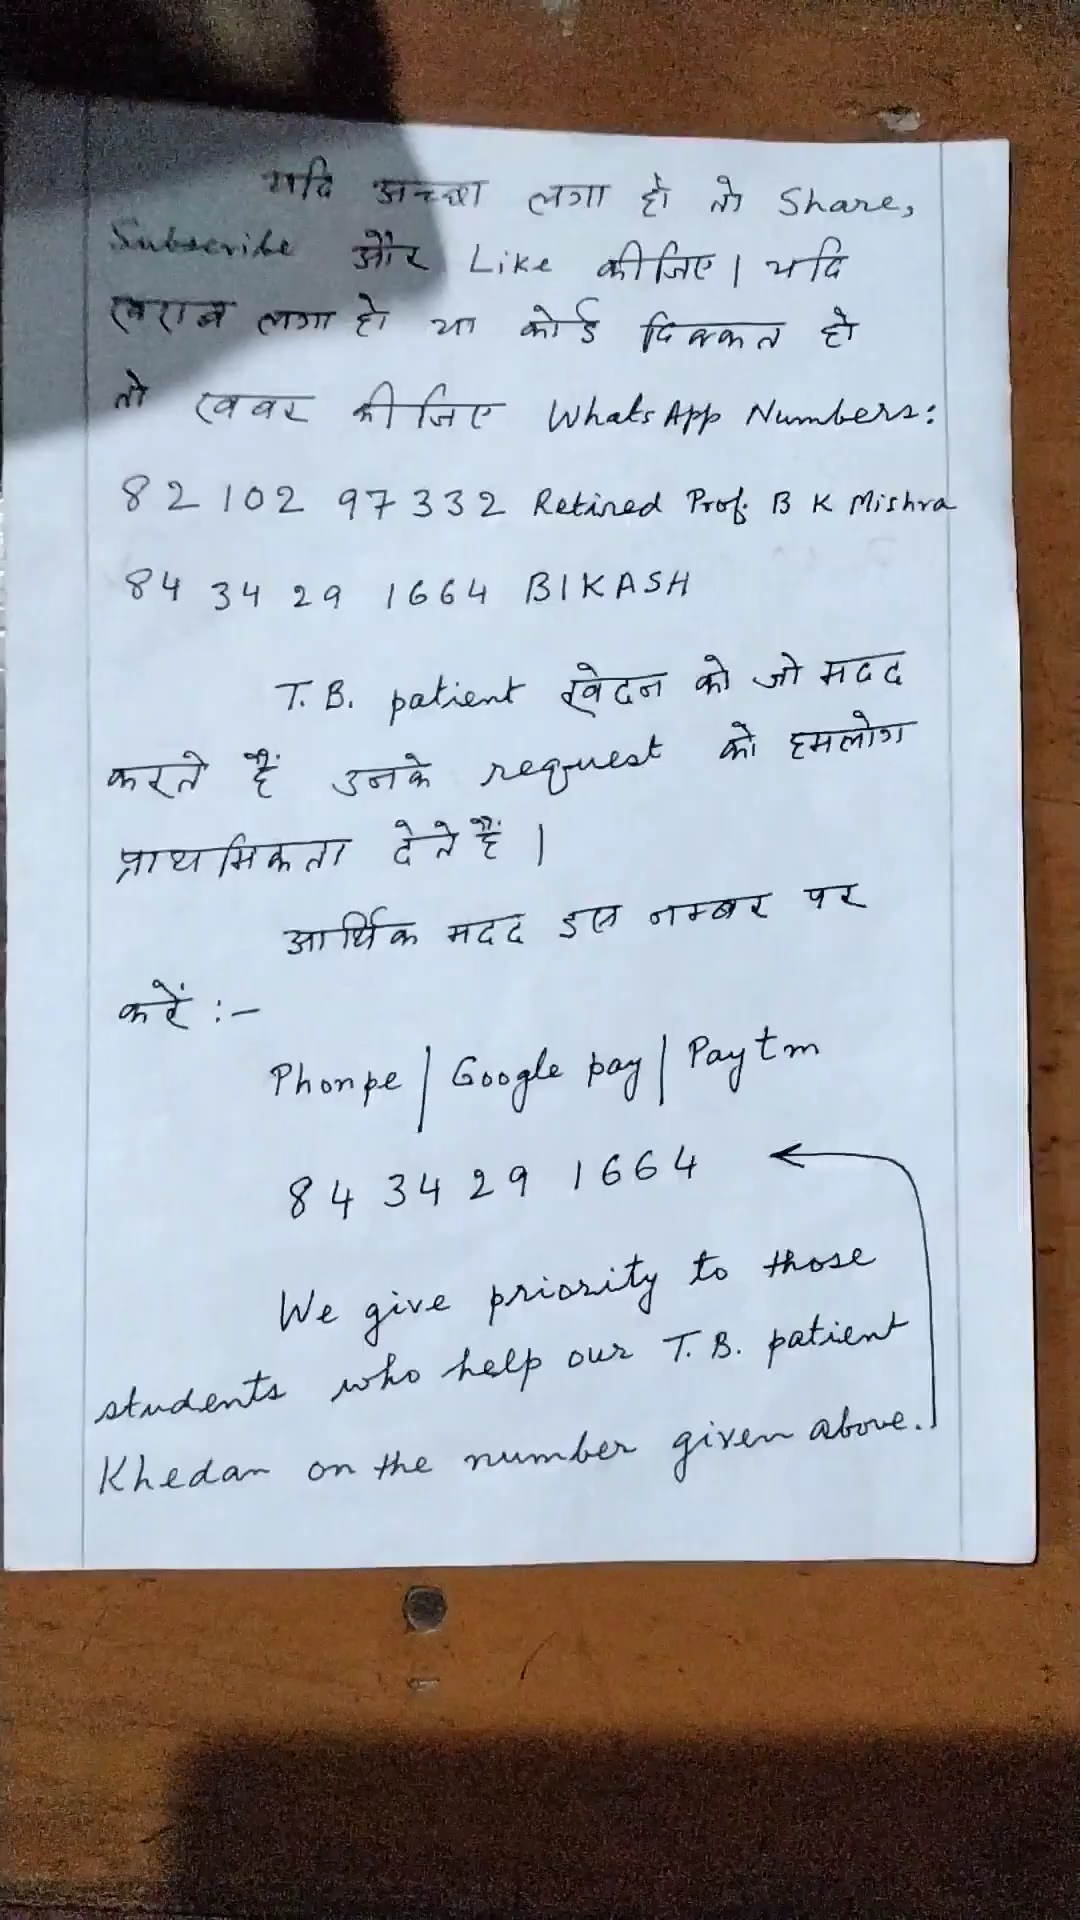 यदि अच्छा लगा हो तो Share,
Subscribe और Like कीजिए। यदि
खराब लगा हो या कोई दिक्कत हो
तो खबर कीजिए WhatsApp Numbers:
82 102 97332 Retired Prof. B K Mishra
84 34 29 1664 BIKASH
T. B. patient खेदन को जो मदद
करते हैं उनके request को हमलोग
प्राथमिकता देते हैं।
आर्थिक मदद इस नम्बर पर
करें :-
Phonpe | Google pay | Paytm
84 34 29 1664
We give priority to those
students who help our T. B. patient
Khedan on the number given above.